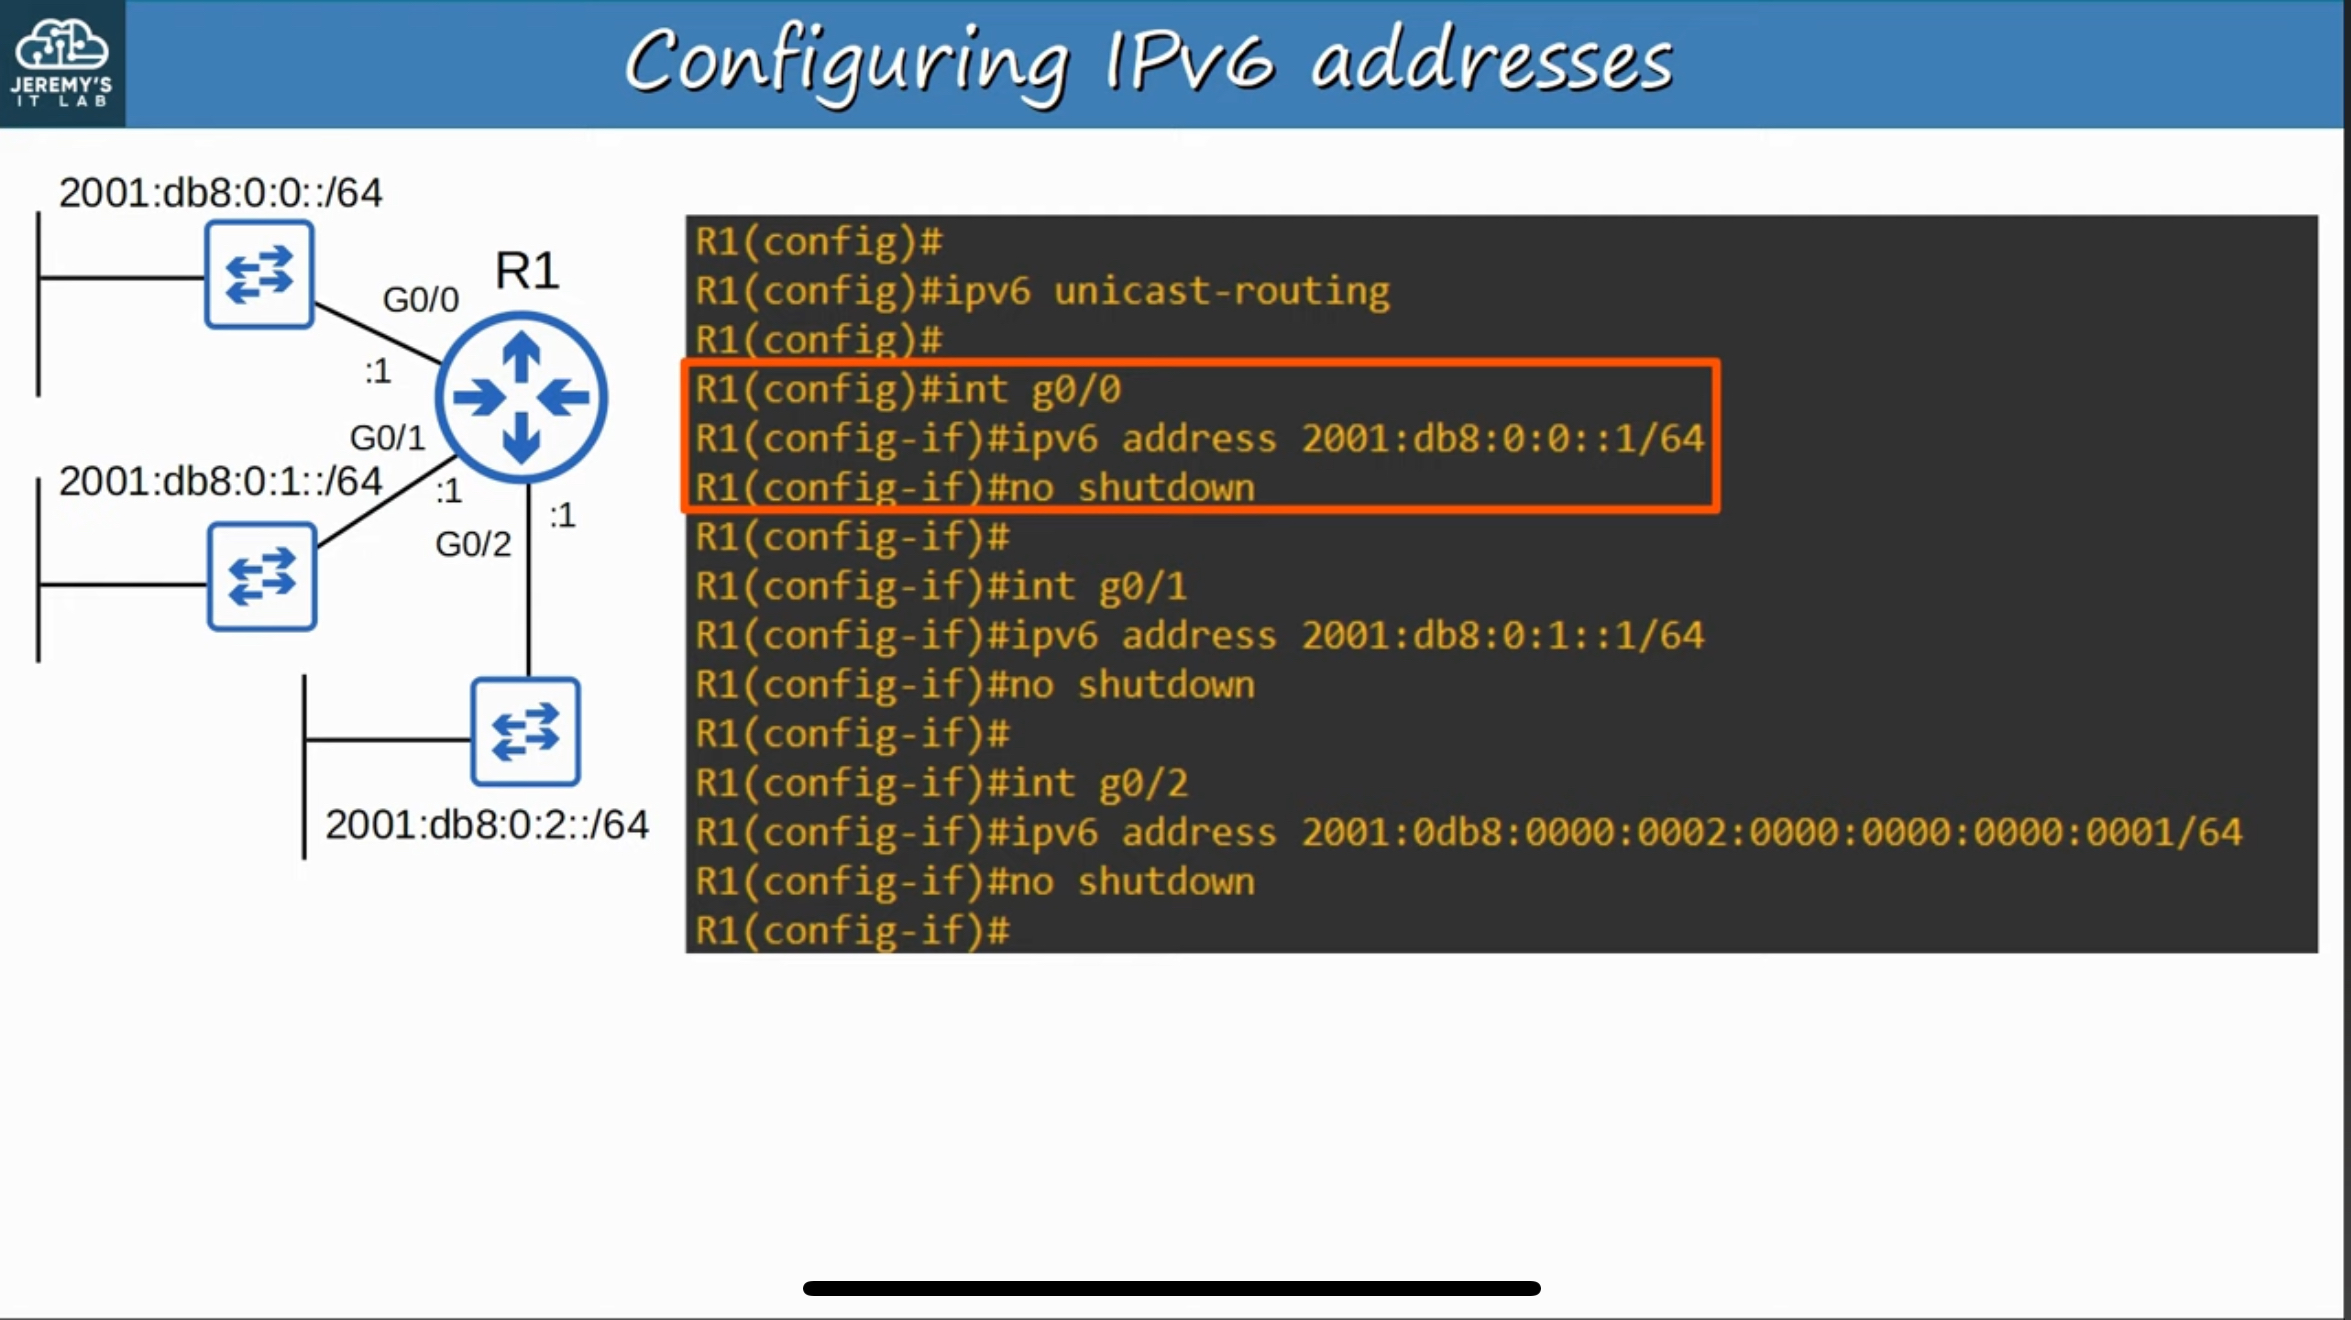 JEREMY'S
IT LAB
Configuring IPv6 addresses
2001:db8:0:0::/64
R1
G0/0
:1
G0/1
2001:db8:0:1::/64
:1
:1
G0/2
2001:db8:0:2::/64
R1(config)#
R1(config)#ipv6 unicast-routing
R1(config)#
R1(config)#int g0/0
R1(config-if)#ipv6 address 2001:db8:0:0::1/64
R1(config-if)#no shutdown
R1(config-if)#
R1(config-if)#int g0/1
R1(config-if)#ipv6 address 2001:db8:0:1::1/64
R1(config-if)#no shutdown
R1(config-if)#
R1(config-if)#int g0/2
R1(config-if)#ipv6 address 2001:0db8:0000:0002:0000:0000:0000:0001/64
R1(config-if)#no shutdown
R1(config-if)#